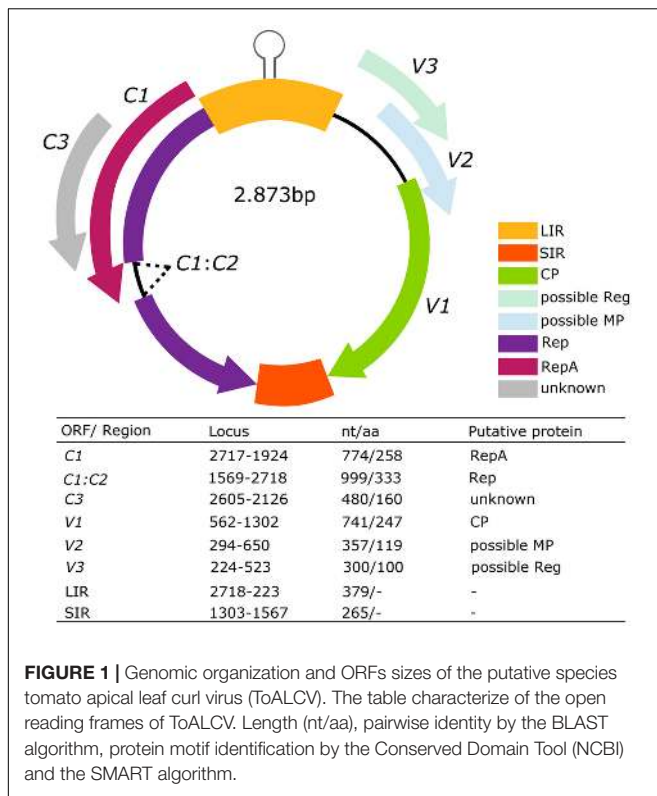 V3
C1
C3
V2
2.873bp
C1:C2
V1
LIR
SIR
CP
possible Reg
possible MP
Rep
RepA
unknown
ORF/ Region Locus nt/aa Putative protein
C1 2717-1924 774/258 RepA
C1:C2 1569-2718 999/333 Rep
C3 2605-2126 480/160 unknown
V1 562-1302 741/247 CP
V2 294-650 357/119 possible MP
V3 224-523 300/100 possible Reg
LIR 2718-223 379/- -
SIR 1303-1567 265/- -
FIGURE 1 | Genomic organization and ORFs sizes of the putative species
tomato apical leaf curl virus (ToALCV). The table characterize of the open
reading frames of ToALCV. Length (nt/aa), pairwise identity by the BLAST
algorithm, protein motif identification by the Conserved Domain Tool (NCBI)
and the SMART algorithm.